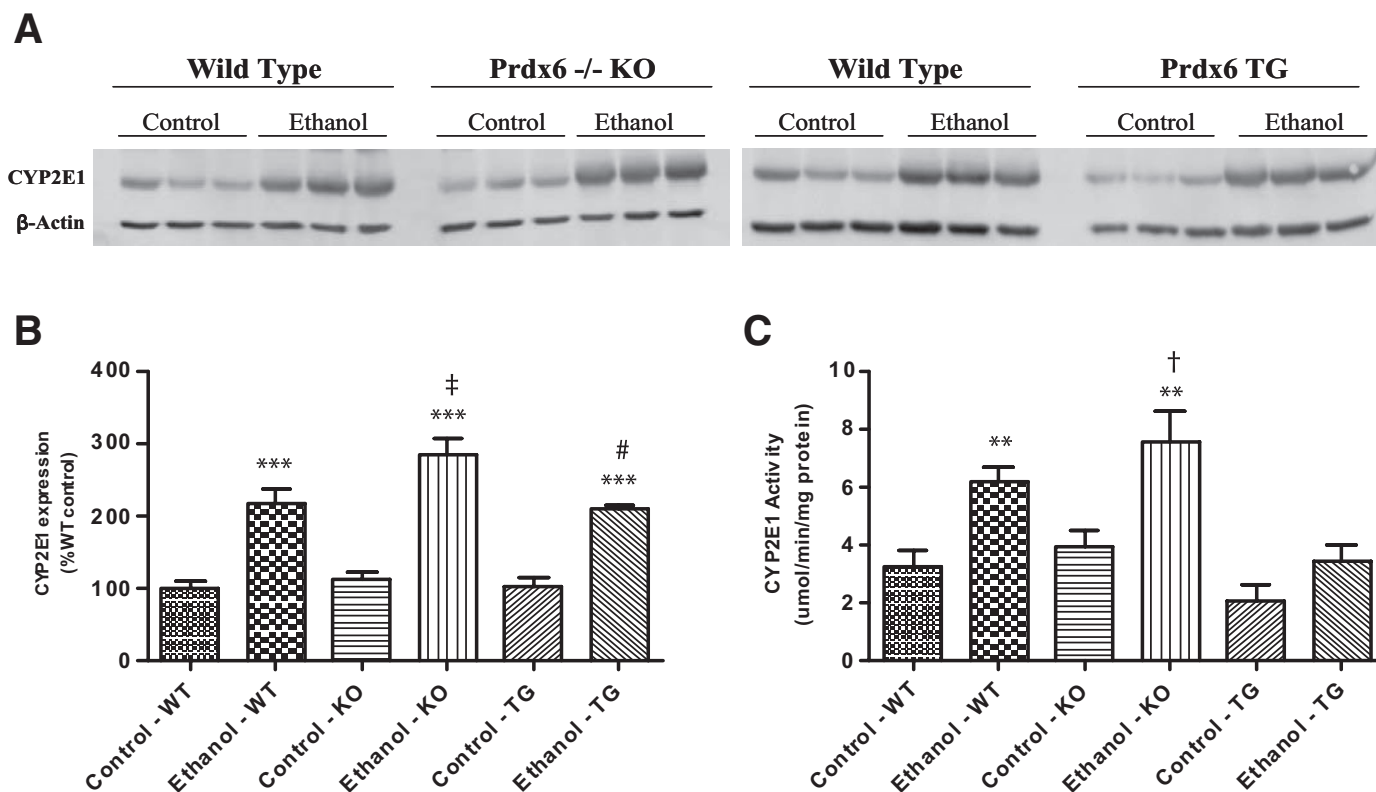 A
Wild Type Prdx6 -/- KO Wild Type Prdx6 TG
Control Ethanol Control Ethanol Control Ethanol Control Ethanol
CYP2E1
β-Actin
B
CYP2E1 expression
(%WT control)
400
300
200
100
0
***
‡
***
#
***
Control - WT
Ethanol - WT
Control - KO
Ethanol - KO
Control - TG
Ethanol - TG
C
CYP2E1 Activity
(umol/min/mg protein)
10
8
6
4
2
0
**
†
**
Control - WT
Ethanol - WT
Control - KO
Ethanol - KO
Control - TG
Ethanol - TG